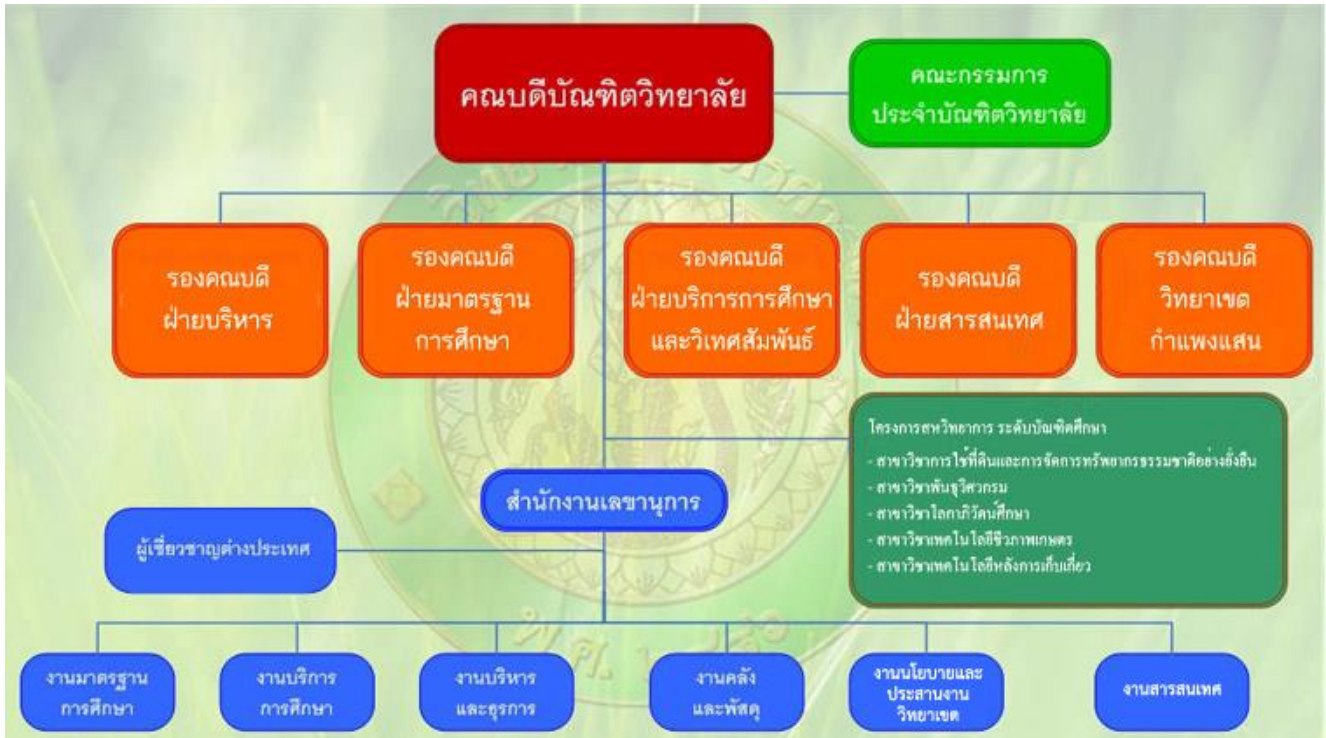 คณบดีบัณฑิตวิทยาลัย
คณะกรรมการ
ประจำบัณฑิตวิทยาลัย
รองคณบดี
ฝ่ายบริหาร
รองคณบดี
ฝ่ายมาตรฐาน
การศึกษา
รองคณบดี
ฝ่ายบริการการศึกษา
และวิเทศสัมพันธ์
รองคณบดี
ฝ่ายสารสนเทศ
รองคณบดี
วิทยาเขต
กำแพงแสน
โครงการสหวิทยาการ ระดับบัณฑิตศึกษา
- สาขาวิชาการใช้ที่ดินและการจัดการทรัพยากรธรรมชาติอย่างยั่งยืน
- สาขาวิชาพันธุวิศวกรรม
- สาขาวิชาโลกาภิวัตน์ศึกษา
- สาขาวิชาเทคโนโลยีชีวภาพเกษตร
- สาขาวิชาเทคโนโลยีหลังการเก็บเกี่ยว
สำนักงานเลขานุการ
ผู้เชี่ยวชาญต่างประเทศ
งานมาตรฐาน
การศึกษา
งานบริการ
การศึกษา
งานบริหาร
และธุรการ
งานคลัง
และพัสดุ
งานนโยบายและ
ประสานงาน
วิทยาเขต
งานสารสนเทศ